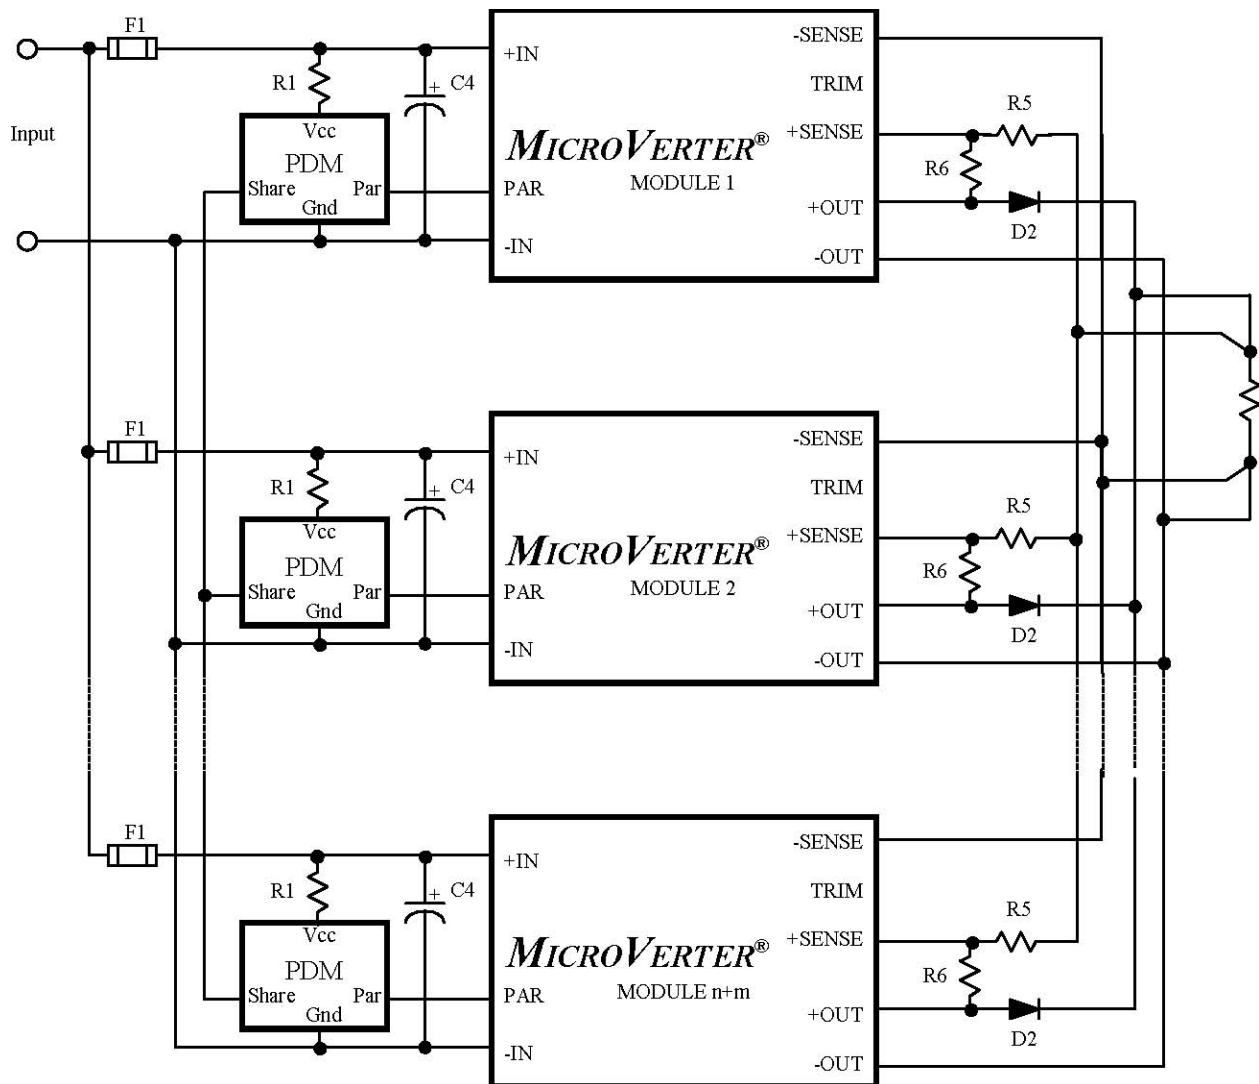 F1
Input
R1
+
C4
Vcc
PDM
Share
Par
Gnd
+IN
PAR
-IN
MICROVERTER®
MODULE 1
-SENSE
TRIM
+SENSE
+OUT
-OUT
R5
R6
D2
F1
R1
+
C4
Vcc
PDM
Share
Par
Gnd
+IN
PAR
-IN
MICROVERTER®
MODULE 2
-SENSE
TRIM
+SENSE
+OUT
-OUT
R5
R6
D2
F1
R1
+
C4
Vcc
PDM
Share
Par
Gnd
+IN
PAR
-IN
MICROVERTER®
MODULE n+m
-SENSE
TRIM
+SENSE
+OUT
-OUT
R5
R6
D2